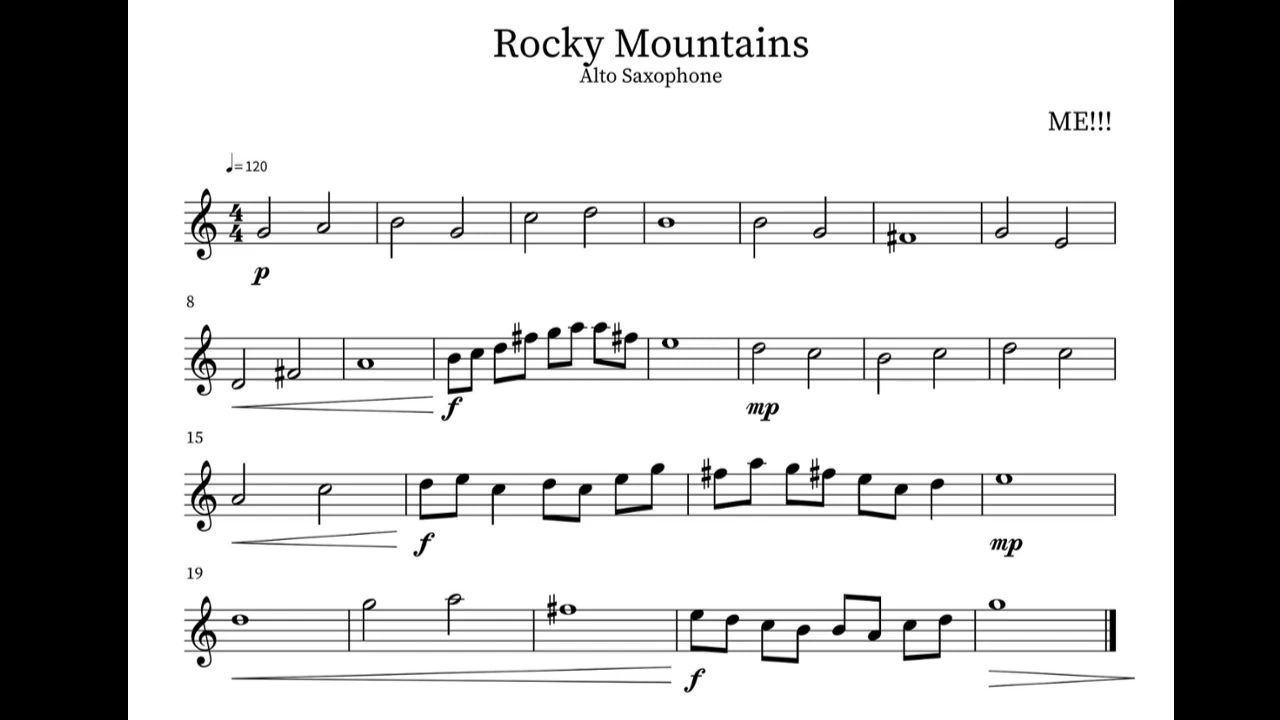 Rocky Mountains
Alto Saxophone
ME!!!
♩=120
4
4
p
8
f
mp
15
f
mp
19
f